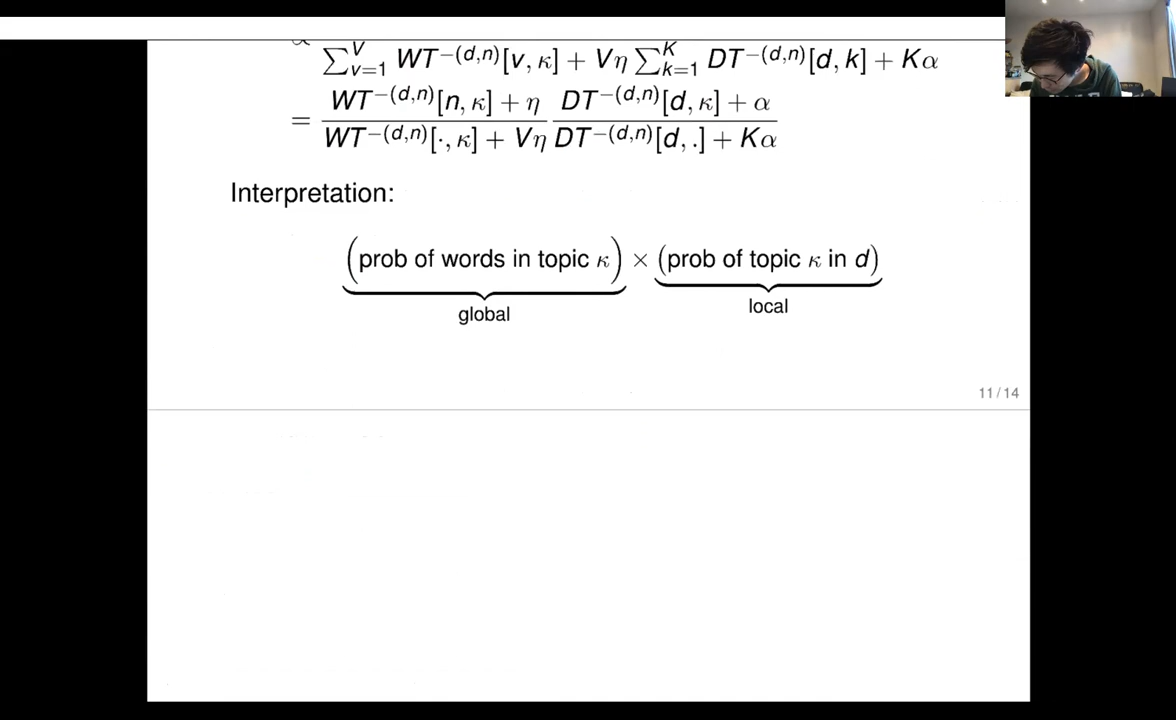 ∑_{v=1}^{V} WT^{−(d,n)}[v, κ] + Vη ∑_{k=1}^{K} DT^{−(d,n)}[d, k] + Kα
WT^{−(d,n)}[n, κ] + η DT^{−(d,n)}[d, κ] + α
=
WT^{−(d,n)}[·, κ] + Vη DT^{−(d,n)}[d, .] + Kα
Interpretation:
(prob of words in topic κ) × (prob of topic κ in d)
global local
11/14